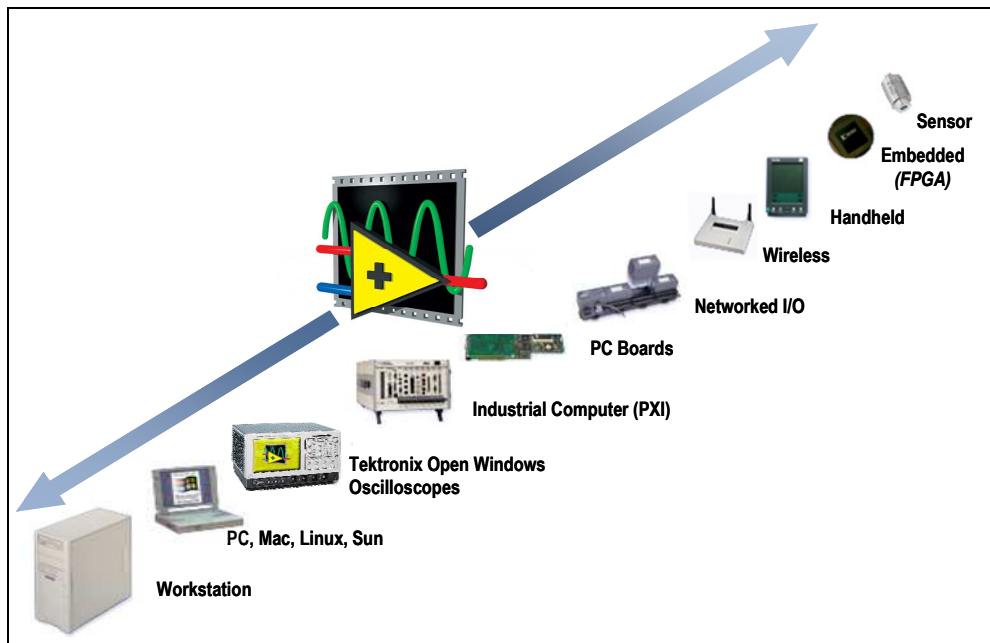 Sensor
Embedded
(FPGA)
Handheld
Wireless
Networked I/O
PC Boards
Industrial Computer (PXI)
Tektronix Open Windows
Oscilloscopes
PC, Mac, Linux, Sun
Workstation